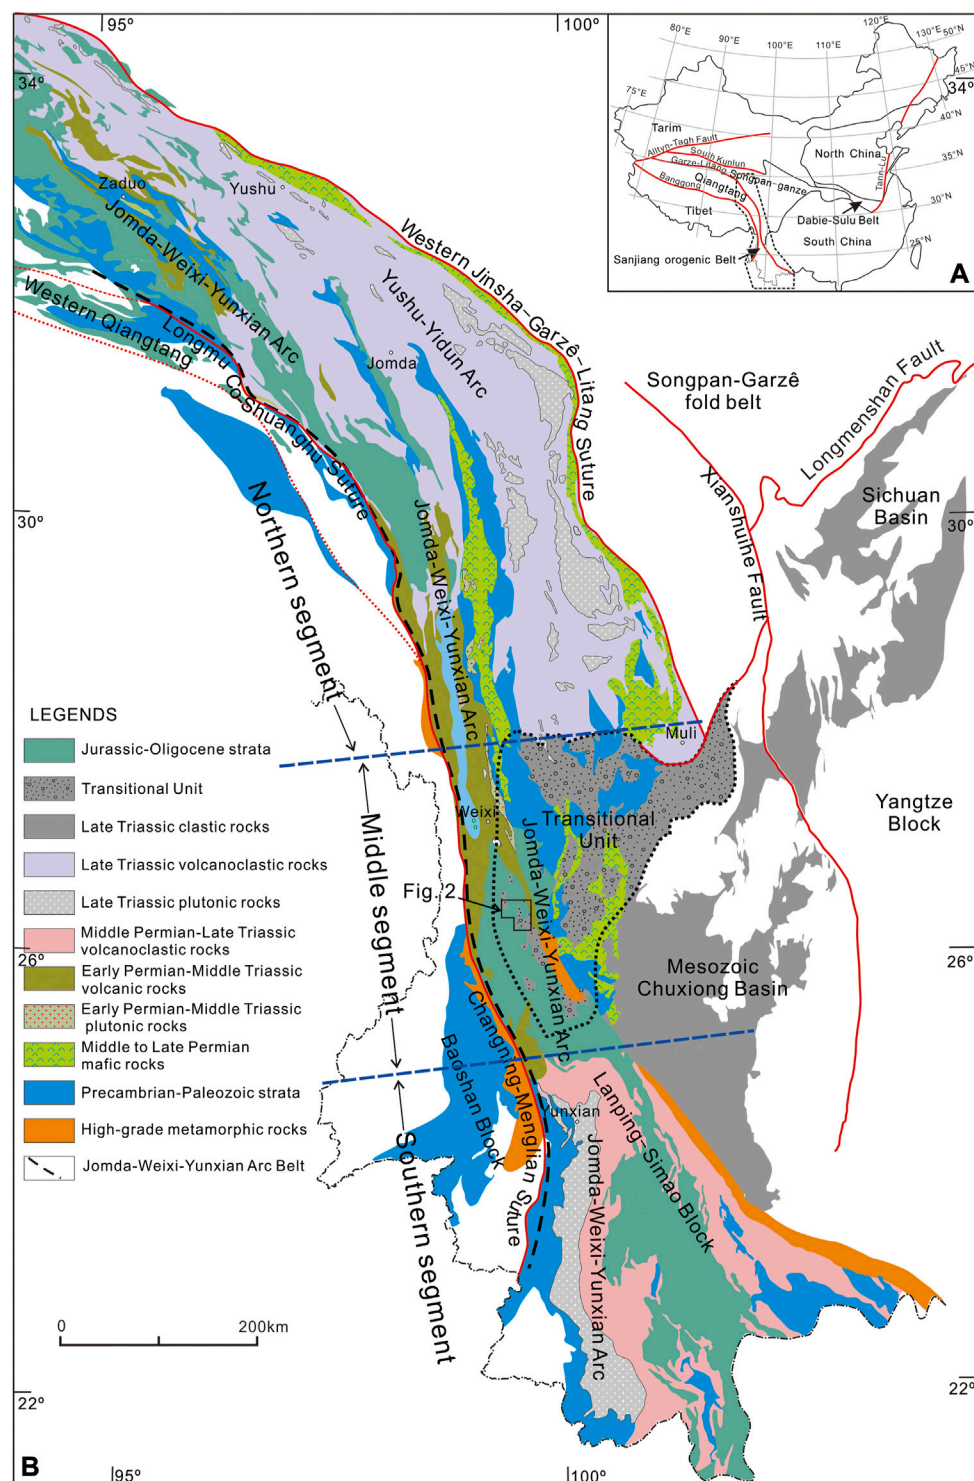 95°
100°
34°
Zaduo
Yushu
Jomda-Weixi-Yunxian Arc
Western Jinsha-Garzê-Litang Suture
Yushu-Yidun Arc
Western Qiangtang
Longmu Co-Shuanghu Suture
Jomda
Northern segment
30°
Jomda-Weixi-Yunxian Arc
Songpan-Garzê
fold belt
Longmenshan Fault
Xianshuihe Fault
Sichuan
Basin
30°
75°E
80°E
90°E
100°E
110°E
120°E
130°E
50°N
45°N
34°
40°N
35°N
30°N
25°N
Tarim
Alltyn-Tagh Fault
South Kunlun
Garze-Litang
Songpan-ganze
Banggong
Qiangtang
Tibet
North China
Tann-Lu
Dabie-Sulu Belt
South China
Sanjiang orogenic Belt
A
Muli
Weixi
Transitional
Unit
Jomda-Weixi-Yunxian Arc
Middle segment
Fig. 2
Yangtze
Block
26°
26°
Mesozoic
Chuxiong Basin
Changning-Menglian Suture
Baoshan Block
Yunxian
Lanping-Simao Block
Jomda-Weixi-Yunxian Arc
Southern segment
LEGENDS
Jurassic-Oligocene strata
Transitional Unit
Late Triassic clastic rocks
Late Triassic volcanoclastic rocks
Late Triassic plutonic rocks
Middle Permian-Late Triassic
volcanoclastic rocks
Early Permian-Middle Triassic
volcanic rocks
Early Permian-Middle Triassic
plutonic rocks
Middle to Late Permian
mafic rocks
Precambrian-Paleozoic strata
High-grade metamorphic rocks
Jomda-Weixi-Yunxian Arc Belt
0
200km
22°
22°
B
95°
100°